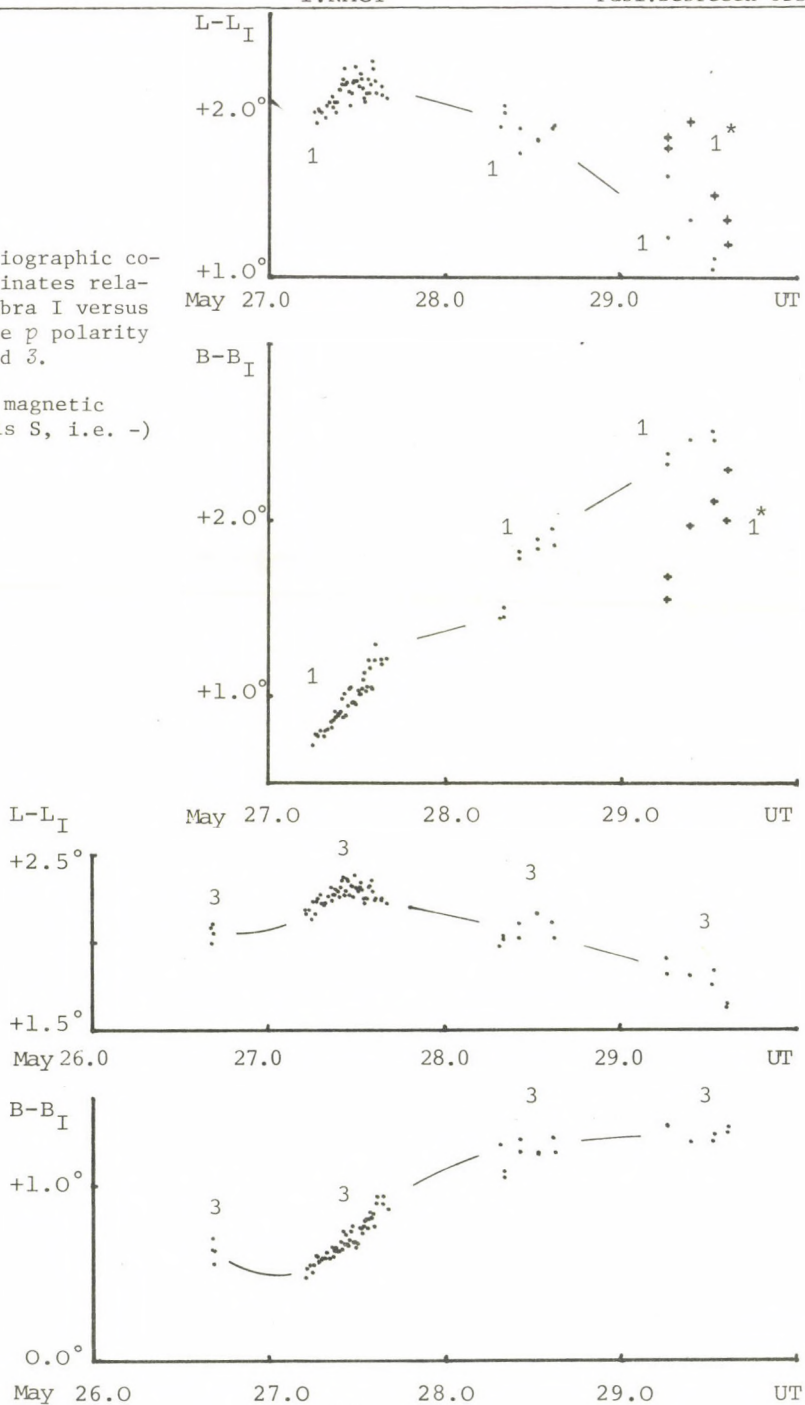 L-L_I
+2.0°
1
1
1*
1
+1.0°
May 27.0 28.0 29.0 UT
iographic co-
inates rela-
bra I versus
e p polarity
d 3.
magnetic
s S, i.e. -)
B-B_I
1
1
+2.0°
1*
1
+1.0°
May 27.0 28.0 29.0 UT
L-L_I
+2.5°
3
3
3
3
+1.5°
May 26.0 27.0 28.0 29.0 UT
B-B_I
3
3
+1.0°
3
3
0.0°
May 26.0 27.0 28.0 29.0 UT